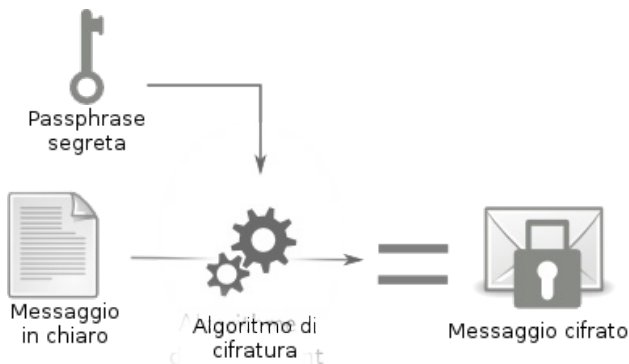 Passphrase
segreta
Messaggio
in chiaro
Algoritmo di
cifratura
Messaggio cifrato